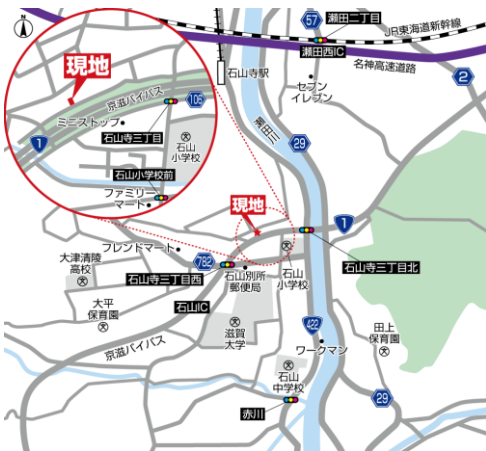 57
瀬田二丁目
JR東海道新幹線
瀬田西IC
名神高速道路
2
石山寺駅
セブン
イレブン
瀬田川
29
現地
京滋バイパス
106
ミニストップ
石山寺三丁目
1
石山
小学校
石山小学校前
ファミリー
マート
現地
1
フレンドマート
782
石山寺三丁目北
大津清陵
高校
石山寺三丁目西
石山別所
郵便局
石山
小学校
石山IC
大平
保育園
滋賀
大学
422
ワークマン
田上
保育園
京滋バイパス
石山
中学校
29
赤川